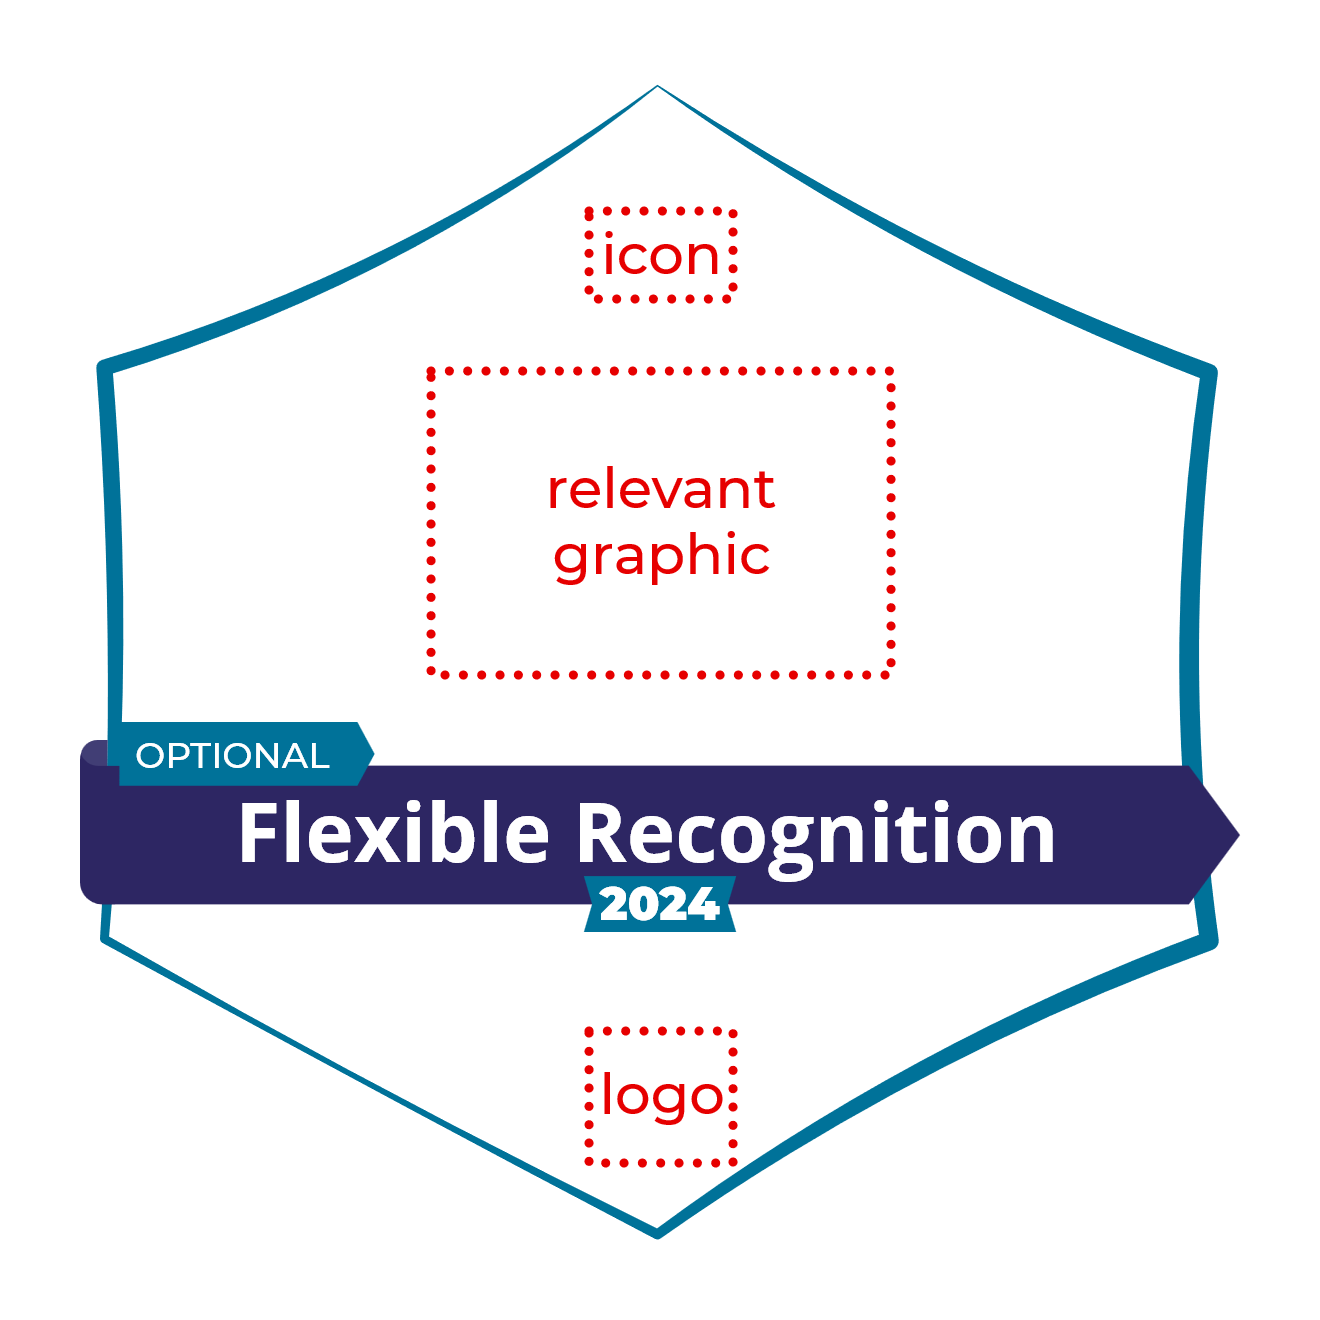 icon
relevant
graphic
OPTIONAL
Flexible Recognition
2024
logo